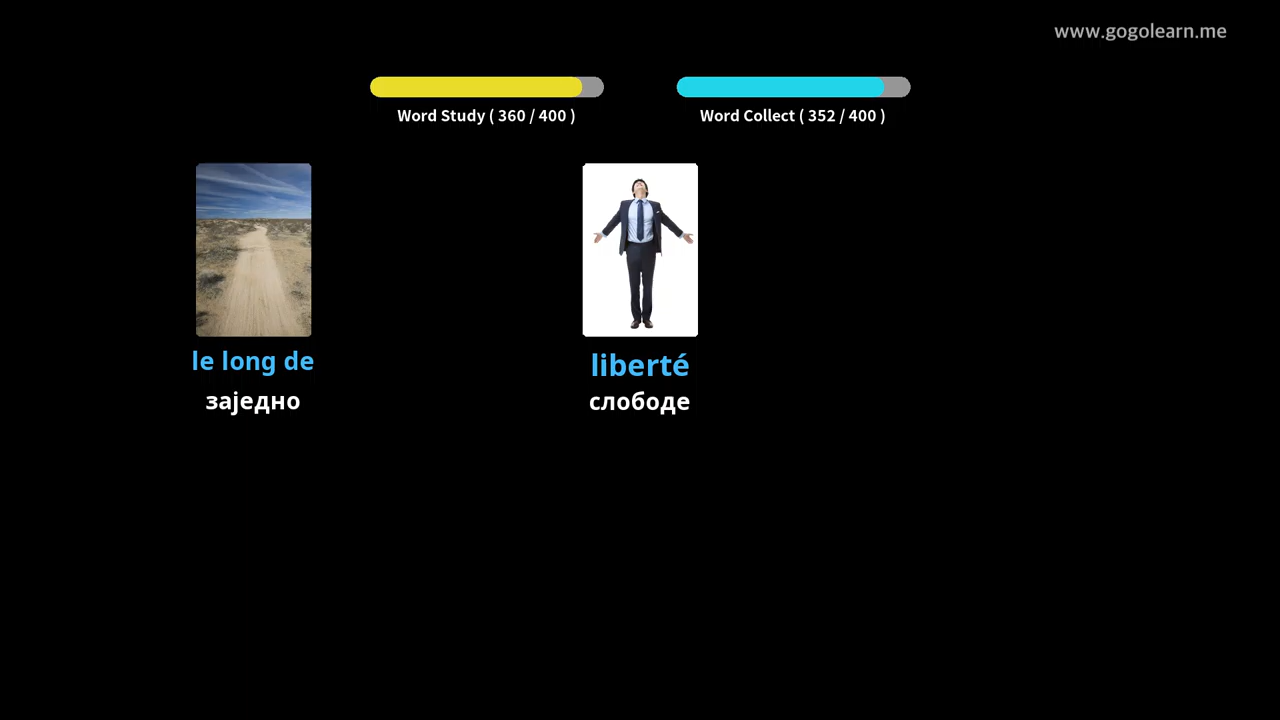 www.gogolearn.me
Word Study ( 360 / 400 )
Word Collect ( 352 / 400 )
le long de
заједно
liberté
слободе